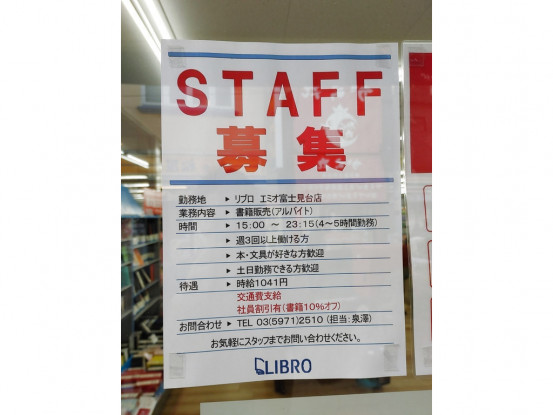 STAFF
募集
勤務地 ▶ リブロ エミオ富士見台店
業務内容 ▶ 書籍販売(アルバイト)
時間 ▶ 15:00 ~ 23:15(4~5時間勤務)
▶ 週3回以上働ける方
▶ 本・文具が好きな方歓迎
▶ 土日勤務できる方歓迎
待遇 ▶ 時給1041円
交通費支給
社員割引有(書籍10%オフ)
お問合わせ ▶ TEL 03(5971)2510 (担当:泉澤)
お気軽にスタッフまでお問い合わせください。
LIBRO